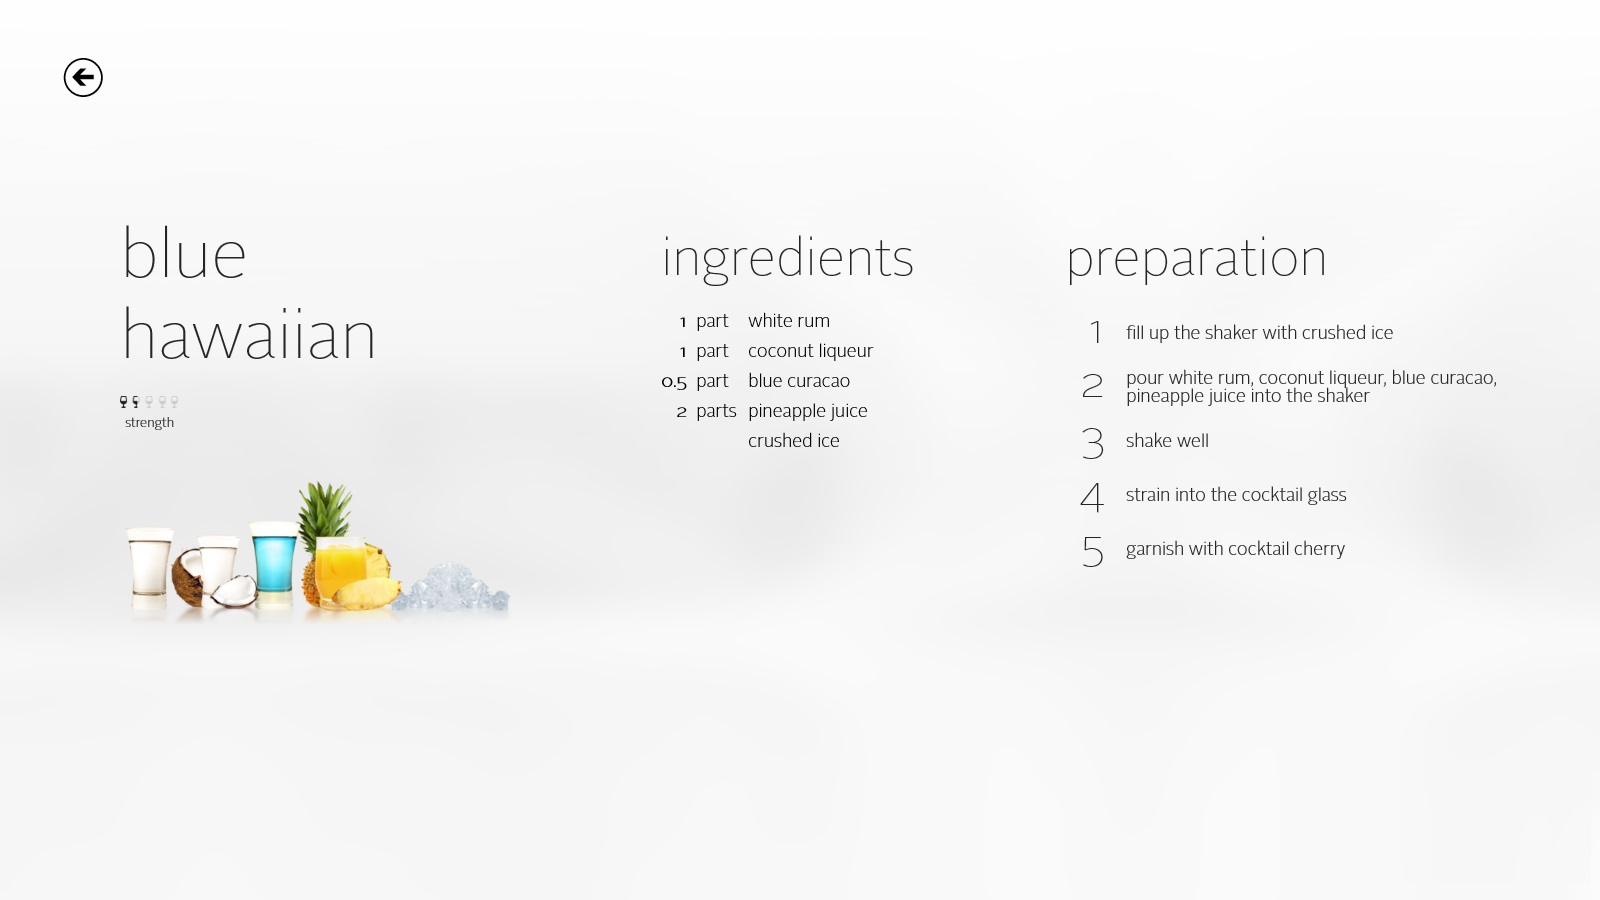 blue
hawaiian
strength
ingredients
1 part white rum
1 part coconut liqueur
0.5 part blue curacao
2 parts pineapple juice
crushed ice
preparation
1 fill up the shaker with crushed ice
2 pour white rum, coconut liqueur, blue curacao,
pineapple juice into the shaker
3 shake well
4 strain into the cocktail glass
5 garnish with cocktail cherry